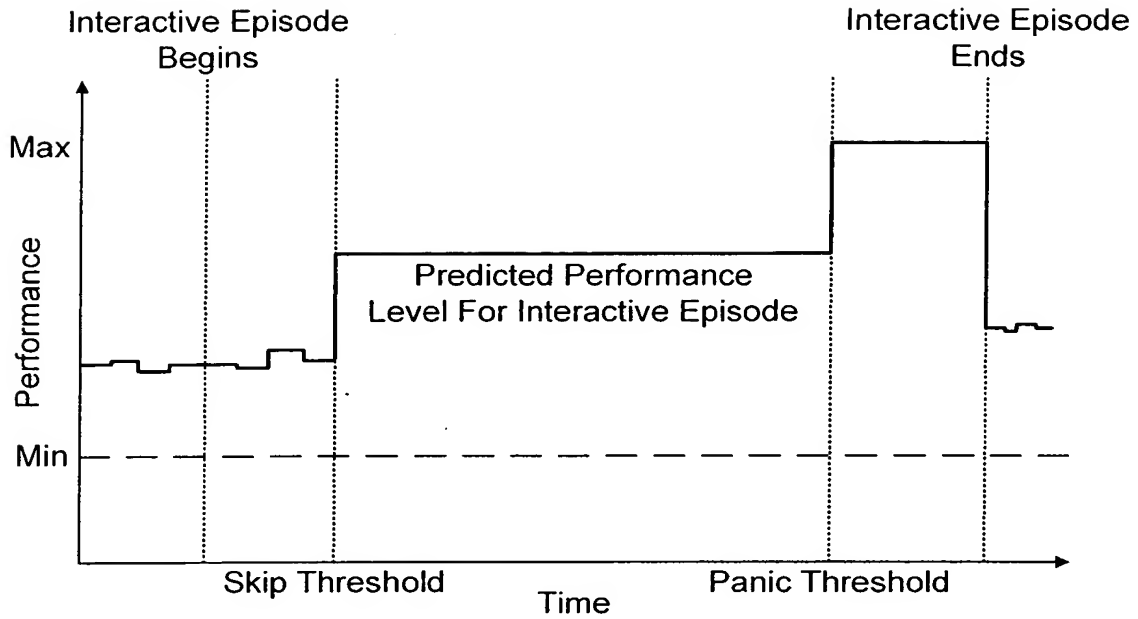 Interactive Episode
Begins
Interactive Episode
Ends
Max
Performance
Predicted Performance
Level For Interactive Episode
Min
Skip Threshold
Panic Threshold
Time